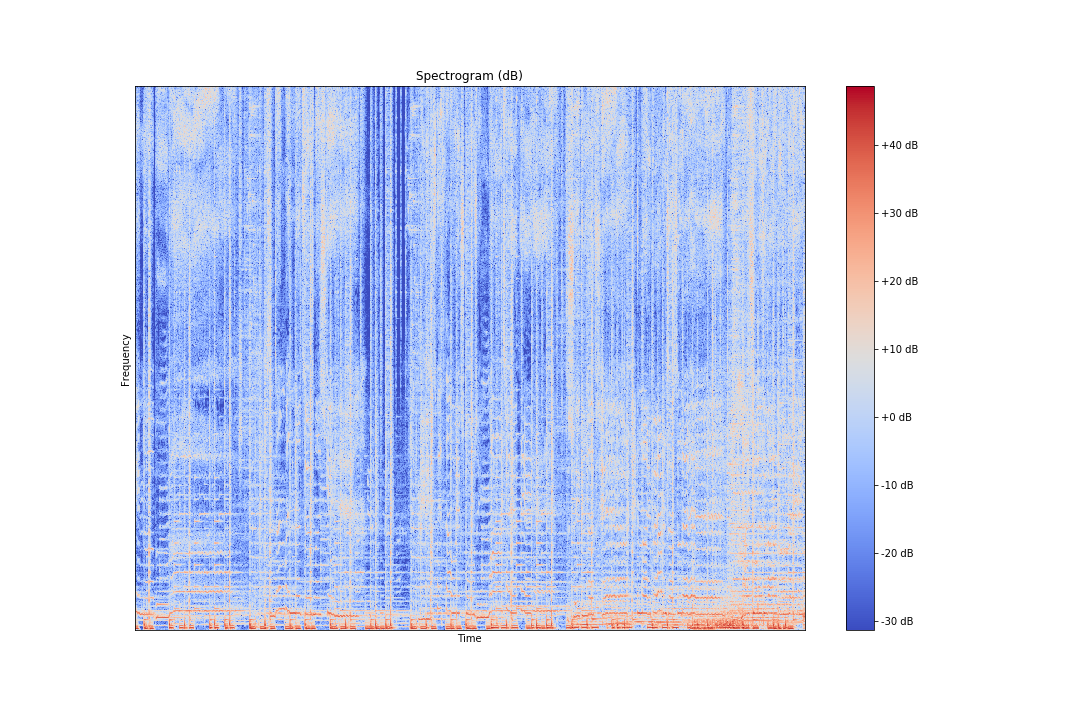 Spectrogram (dB)
Frequency
Time
+40 dB
+30 dB
+20 dB
+10 dB
+0 dB
-10 dB
-20 dB
-30 dB